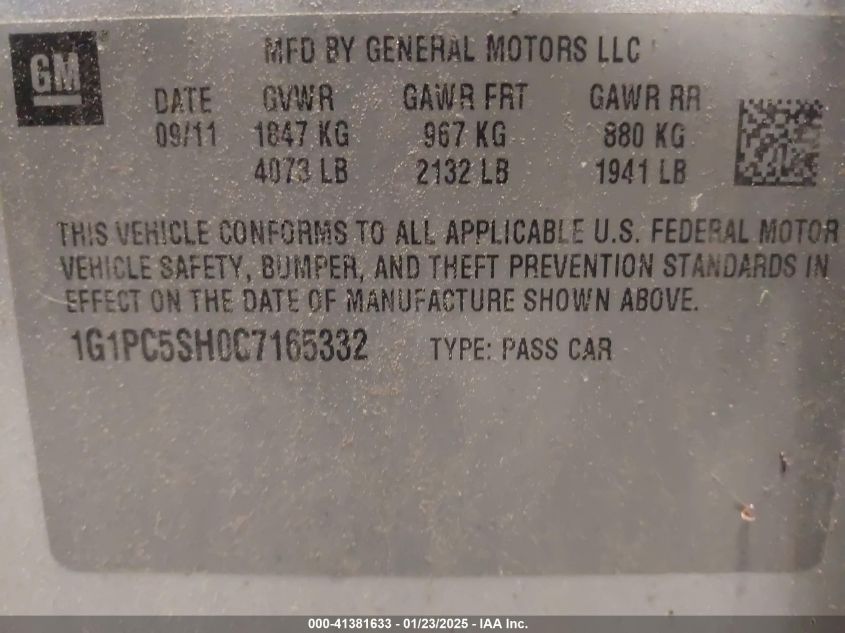 GM
MFD BY GENERAL MOTORS LLC
DATE GVWR GAWR FRT GAWR RR
09/11 1847 KG 967 KG 880 KG
4073 LB 2132 LB 1941 LB
THIS VEHICLE CONFORMS TO ALL APPLICABLE U.S. FEDERAL MOTOR
VEHICLE SAFETY, BUMPER, AND THEFT PREVENTION STANDARDS IN
EFFECT ON THE DATE OF MANUFACTURE SHOWN ABOVE.
1G1PC5SH0C7165332 TYPE: PASS CAR
000-41381633 - 01/23/2025 - IAA Inc.